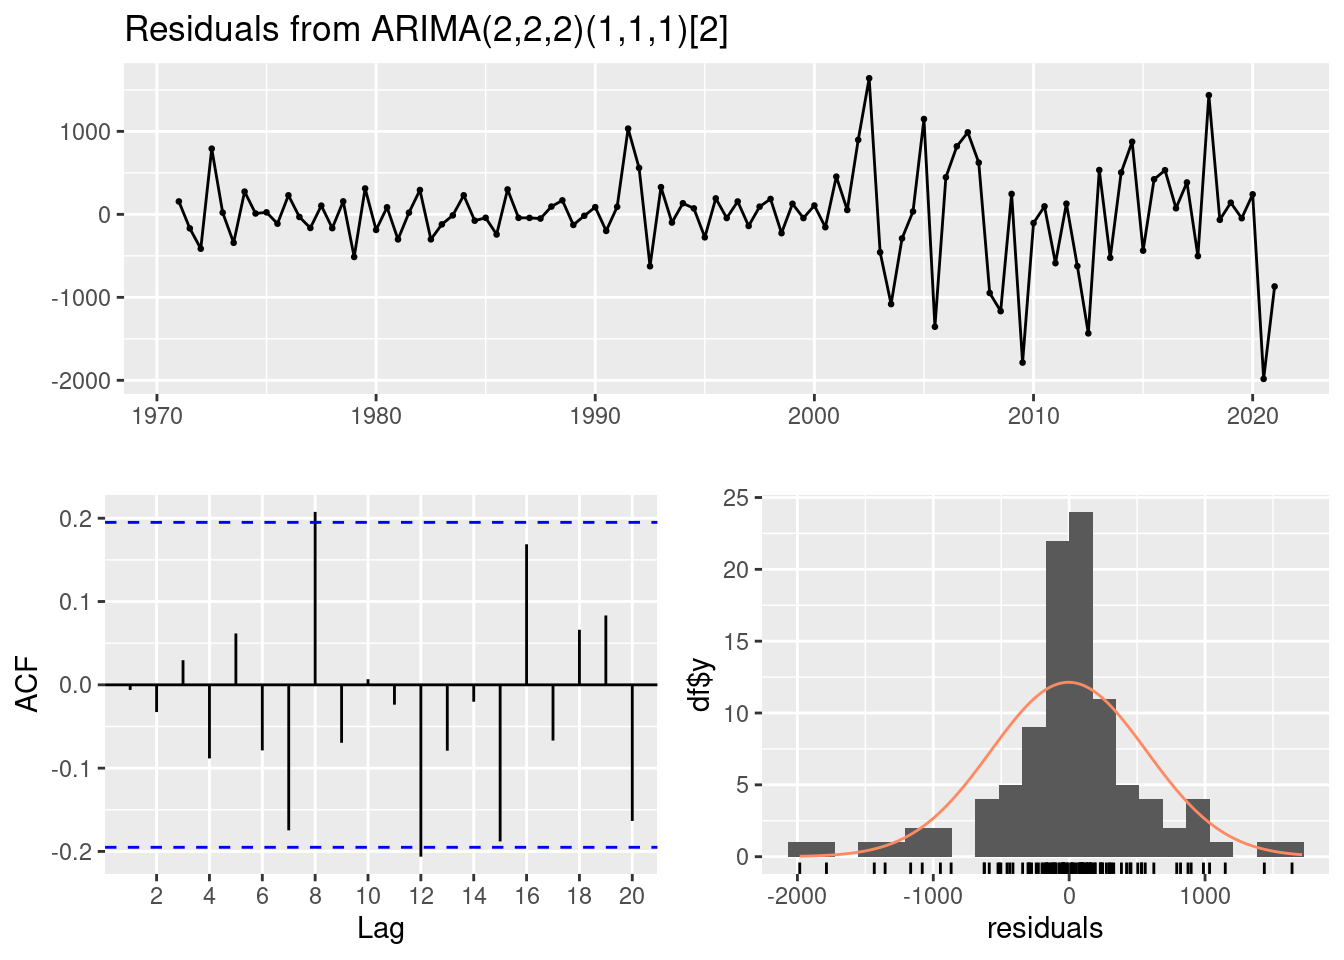 Residuals from ARIMA(2,2,2)(1,1,1)[2]
1000
0
-1000
-2000
1970 1980 1990 2000 2010 2020
ACF
0.2
0.1
0.0
-0.1
-0.2
2 4 6 8 10 12 14 16 18 20
Lag
df$y
25
20
15
10
5
0
-2000 -1000 0 1000
residuals